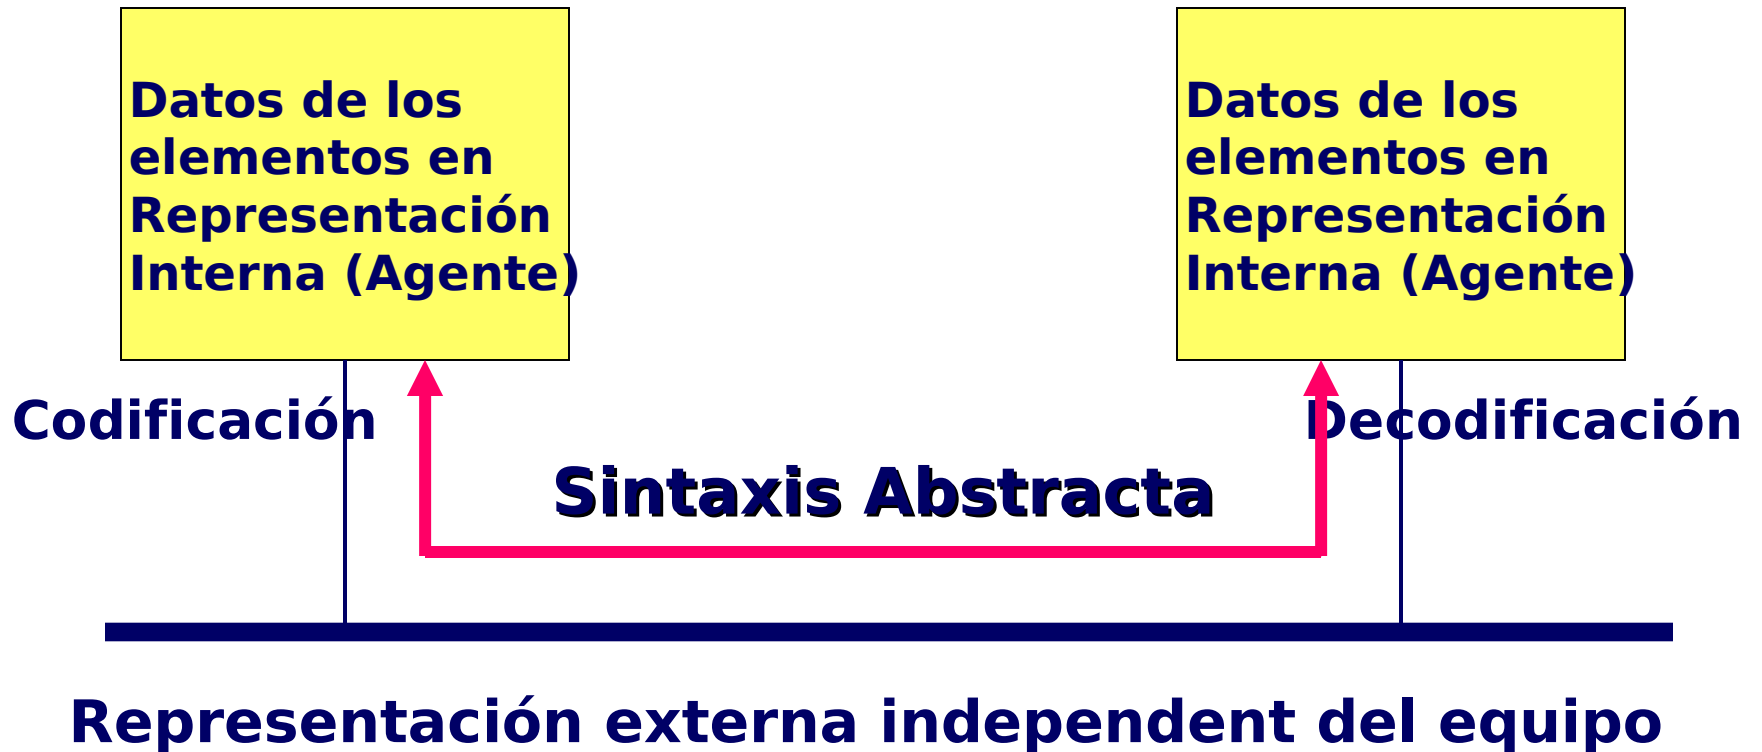 Datos de los
elementos en
Representación
Interna (Agente)
Datos de los
elementos en
Representación
Interna (Agente)
Codificación
Decodificación
Sintaxis Abstracta
Representación externa independent del equipo